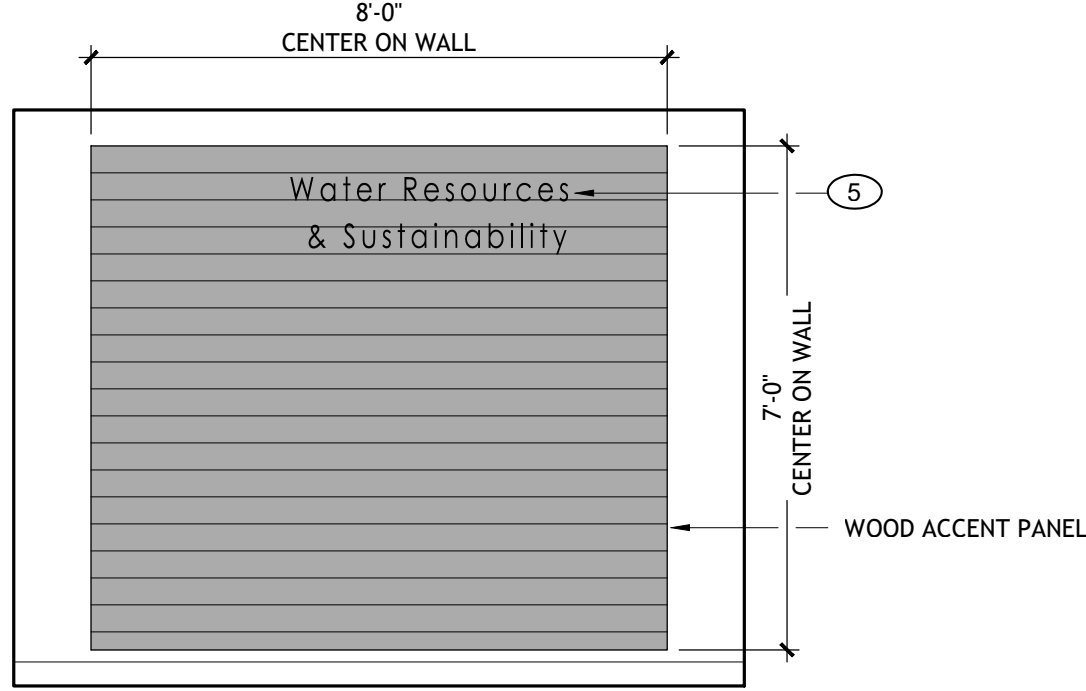 8'-0"
CENTER ON WALL
Water Resources
& Sustainability
5
7'-0"
CENTER ON WALL
WOOD ACCENT PANEL